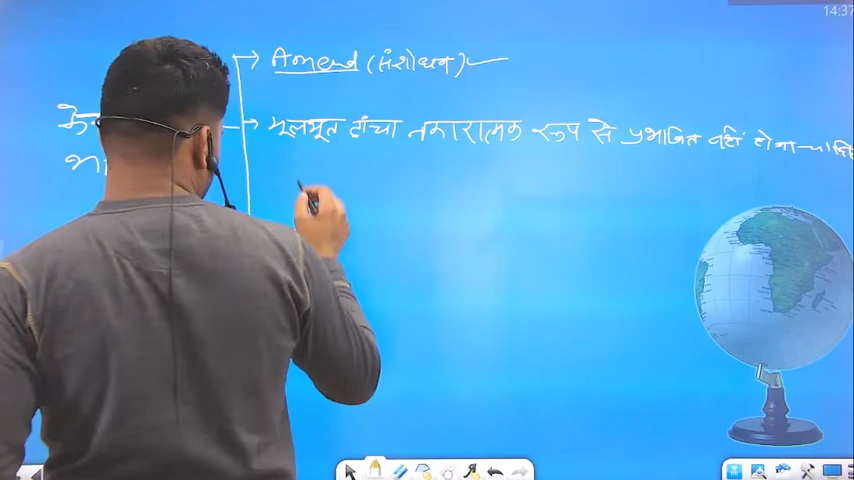 14:37
→ Amend (संशोधन)
→ मूलभूत ढांचा नकारात्मक रूप से प्रभावित नहीं होना चाहि
के
भा